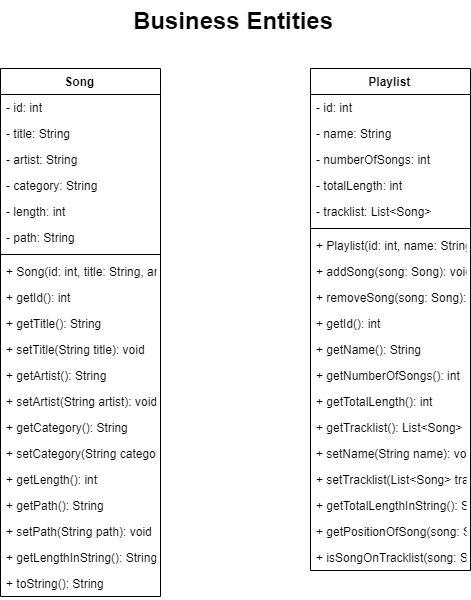 Business Entities
Song
- id: int
- title: String
- artist: String
- category: String
- length: int
- path: String
+ Song(id: int, title: String, ar
+ getId(): int
+ getTitle(): String
+ setTitle(String title): void
+ getArtist(): String
+ setArtist(String artist): void
+ getCategory(): String
+ setCategory(String catego
+ getLength(): int
+ getPath(): String
+ setPath(String path): void
+ getLengthInString(): String
+ toString(): String
Playlist
- id: int
- name: String
- numberOfSongs: int
- totalLength: int
- tracklist: List<Song>
+ Playlist(id: int, name: String
+ addSong(song: Song): voi
+ removeSong(song: Song):
+ getId(): int
+ getName(): String
+ getNumberOfSongs(): int
+ getTotalLength(): int
+ getTracklist(): List<Song>
+ setName(String name): vo
+ setTracklist(List<Song> tra
+ getTotalLengthInString(): S
+ getPositionOfSong(song: S
+ isSongOnTracklist(song: S